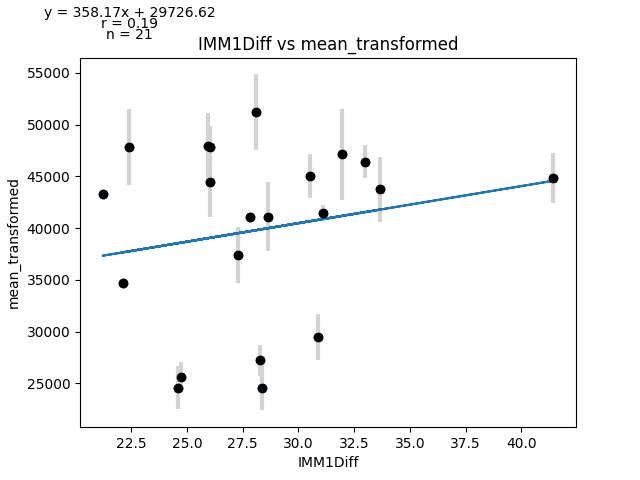 y = 358.17x + 29726.62
r = 0.19
n = 21
IMM1Diff vs mean_transformed
55000
50000
45000
40000
35000
30000
25000
mean_transformed
22.5 25.0 27.5 30.0 32.5 35.0 37.5 40.0
IMM1Diff